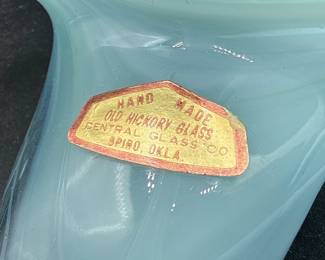 HAND MADE
OLD HICKORY GLASS
CENTRAL GLASS CO
SPIRO, OKLA.